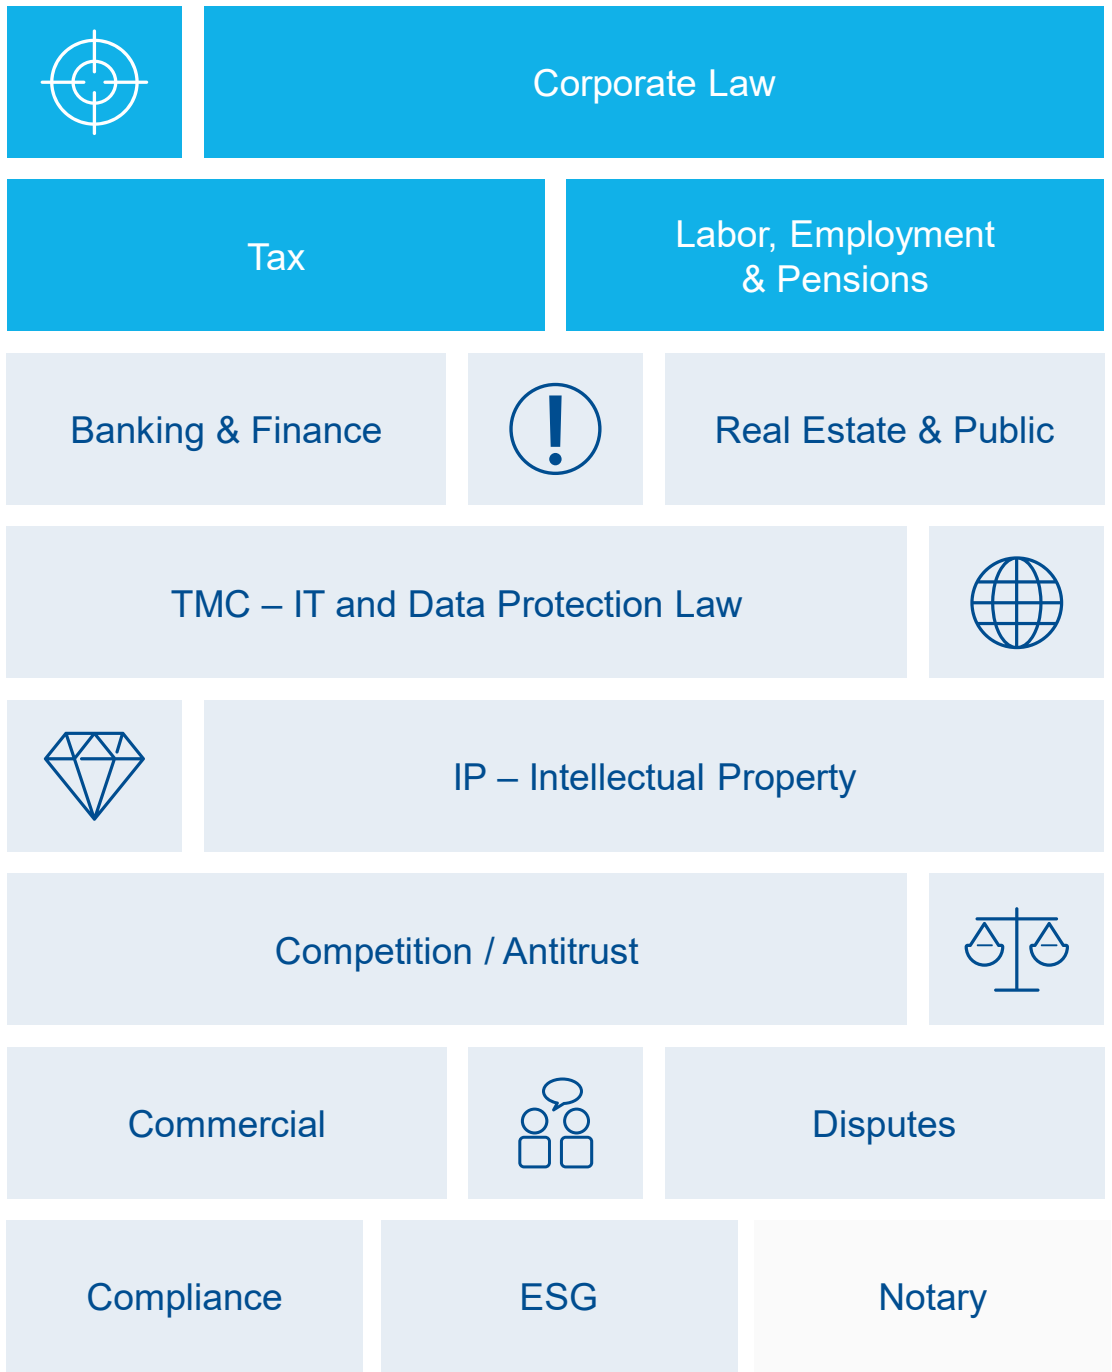 Corporate Law
Tax
Labor, Employment
& Pensions
Banking & Finance
Real Estate & Public
TMC – IT and Data Protection Law
IP – Intellectual Property
Competition / Antitrust
Commercial
Disputes
Compliance
ESG
Notary